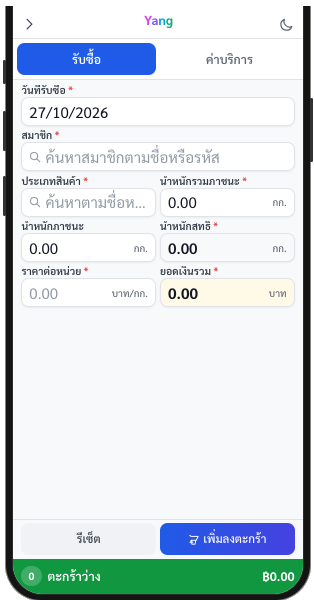 Yang
รับซื้อ
ค่าบริการ
วันที่รับซื้อ *
27/10/2026
สมาชิก *
ค้นหาสมาชิกตามชื่อหรือรหัส
ประเภทสินค้า *
น้ำหนักรวมภาชนะ *
ค้นหาตามชื่อห...
0.00 กก.
น้ำหนักภาชนะ
น้ำหนักสุทธิ *
0.00 กก.
0.00 กก.
ราคาต่อหน่วย *
ยอดเงินรวม *
0.00 บาท/กก.
0.00 บาท
รีเซ็ต
เพิ่มลงตะกร้า
0 ตะกร้าว่าง
฿0.00